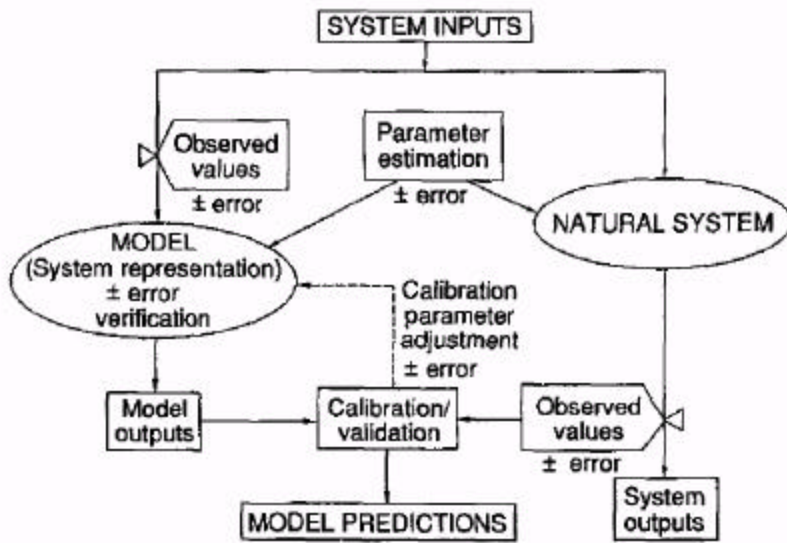 SYSTEM INPUTS
Observed
values
± error
Parameter
estimation
± error
NATURAL SYSTEM
MODEL
(System representation)
± error
verification
Calibration
parameter
adjustment
± error
Model
outputs
Calibration/
validation
Observed
values
± error
MODEL PREDICTIONS
System
outputs